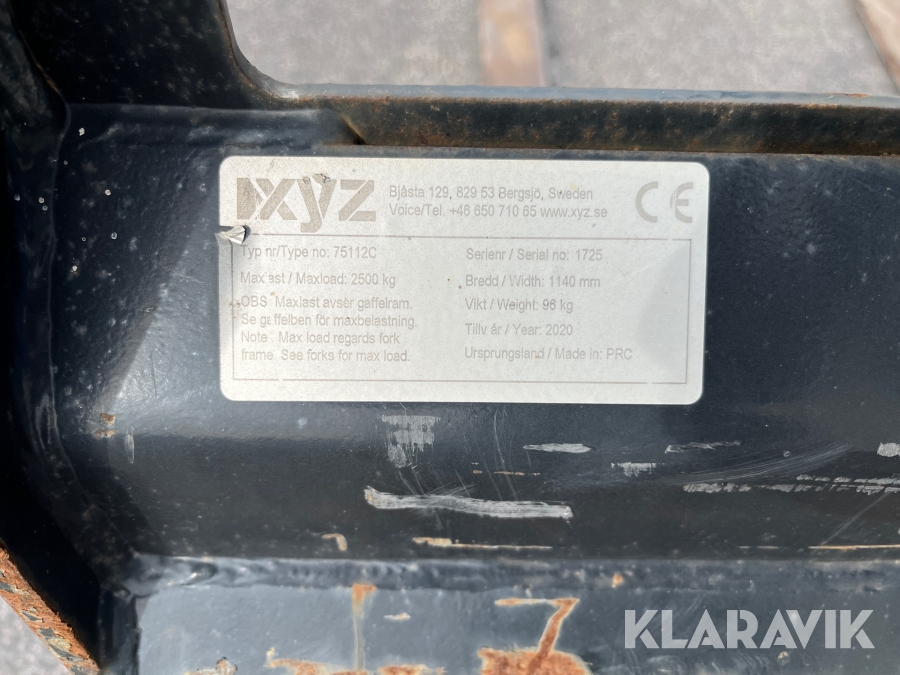 xyz
Bjåsta 129, 829 53 Bergsjö, Sweden
Voice/Tel. +46 650 710 65 www.xyz.se
CE
Typ nr/Type no: 75112C
Maxlast / Maxload: 2500 kg
OBS! Maxlast avser gaffelram.
Se gaffelben för maxbelastning.
Note! Max load regards fork
frame. See forks for max load.
Serienr / Serial no: 1725
Bredd / Width: 1140 mm
Vikt / Weight: 96 kg
Tillv år / Year: 2020
Ursprungsland / Made in: PRC
KLARAVIK